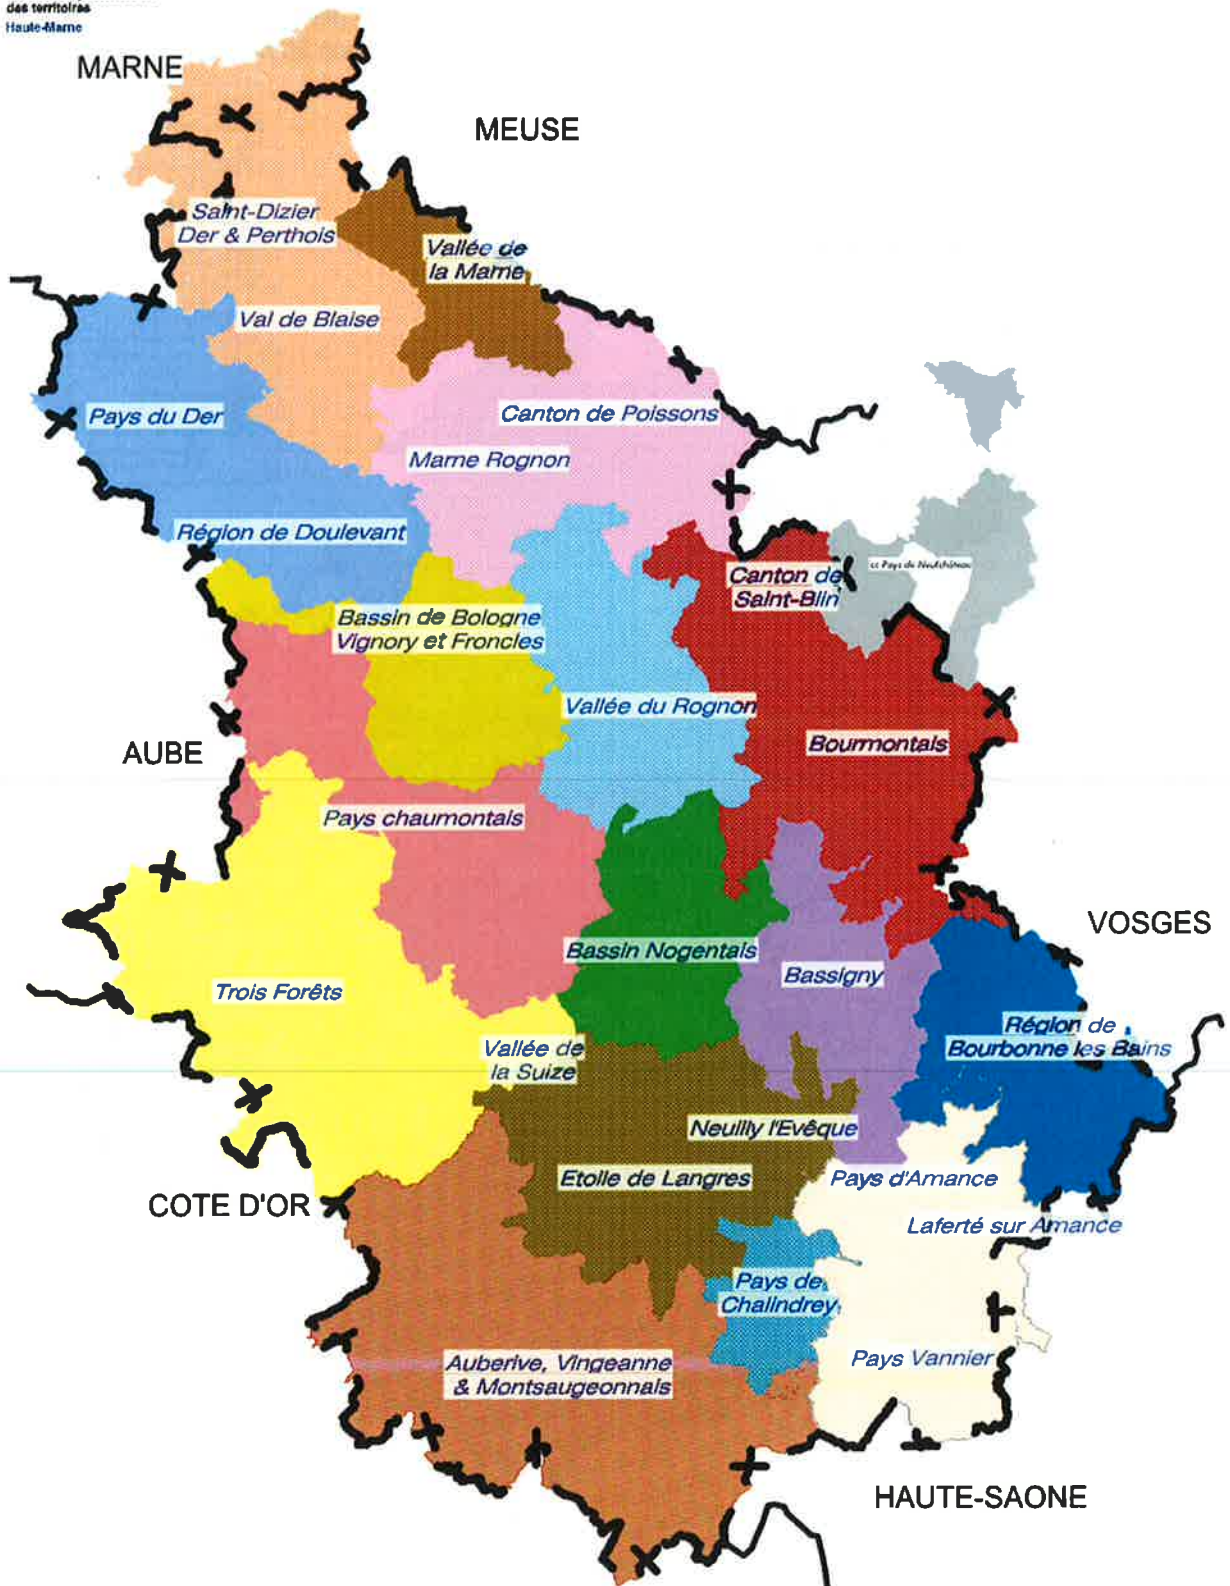 des territoires
Haute-Marne
MARNE
MEUSE
Saint-Dizier
Der & Perthois
Vallée de
la Marne
Val de Blaise
Pays du Der
Canton de Poissons
Marne Rognon
Région de Doulevant
Canton de
Saint-Blin
cc Pays de Neufchâteau
Bassin de Bologne
Vignory et Froncles
Vallée du Rognon
Bourmontais
AUBE
Pays chaumontais
VOSGES
Bassin Nogentais
Bassigny
Trois Forêts
Région de
Bourbonne les Bains
Vallée de
la Suize
Neuilly l'Evêque
Etoile de Langres
Pays d'Amance
COTE D'OR
Laferté sur Amance
Pays de
Chalindrey
Pays Vannier
Auberive, Vingeanne
& Montsaugeonnais
HAUTE-SAONE